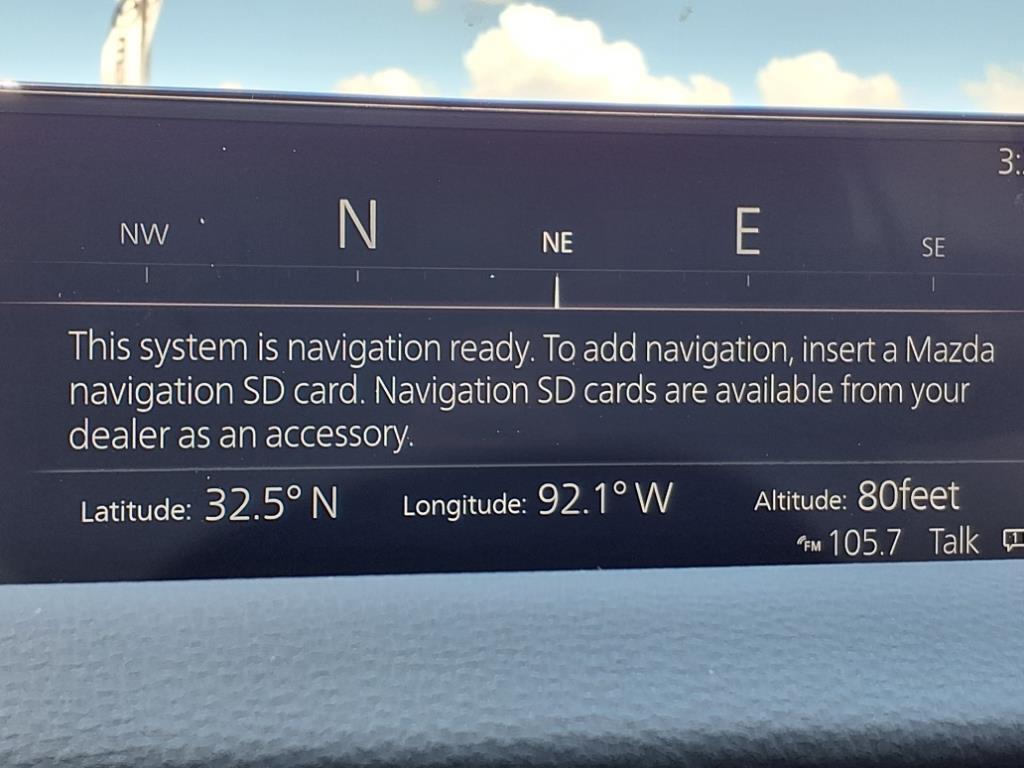 3:
NW N NE E SE
This system is navigation ready. To add navigation, insert a Mazda
navigation SD card. Navigation SD cards are available from your
dealer as an accessory.
Latitude: 32.5° N Longitude: 92.1° W Altitude: 80feet
FM 105.7 Talk 1